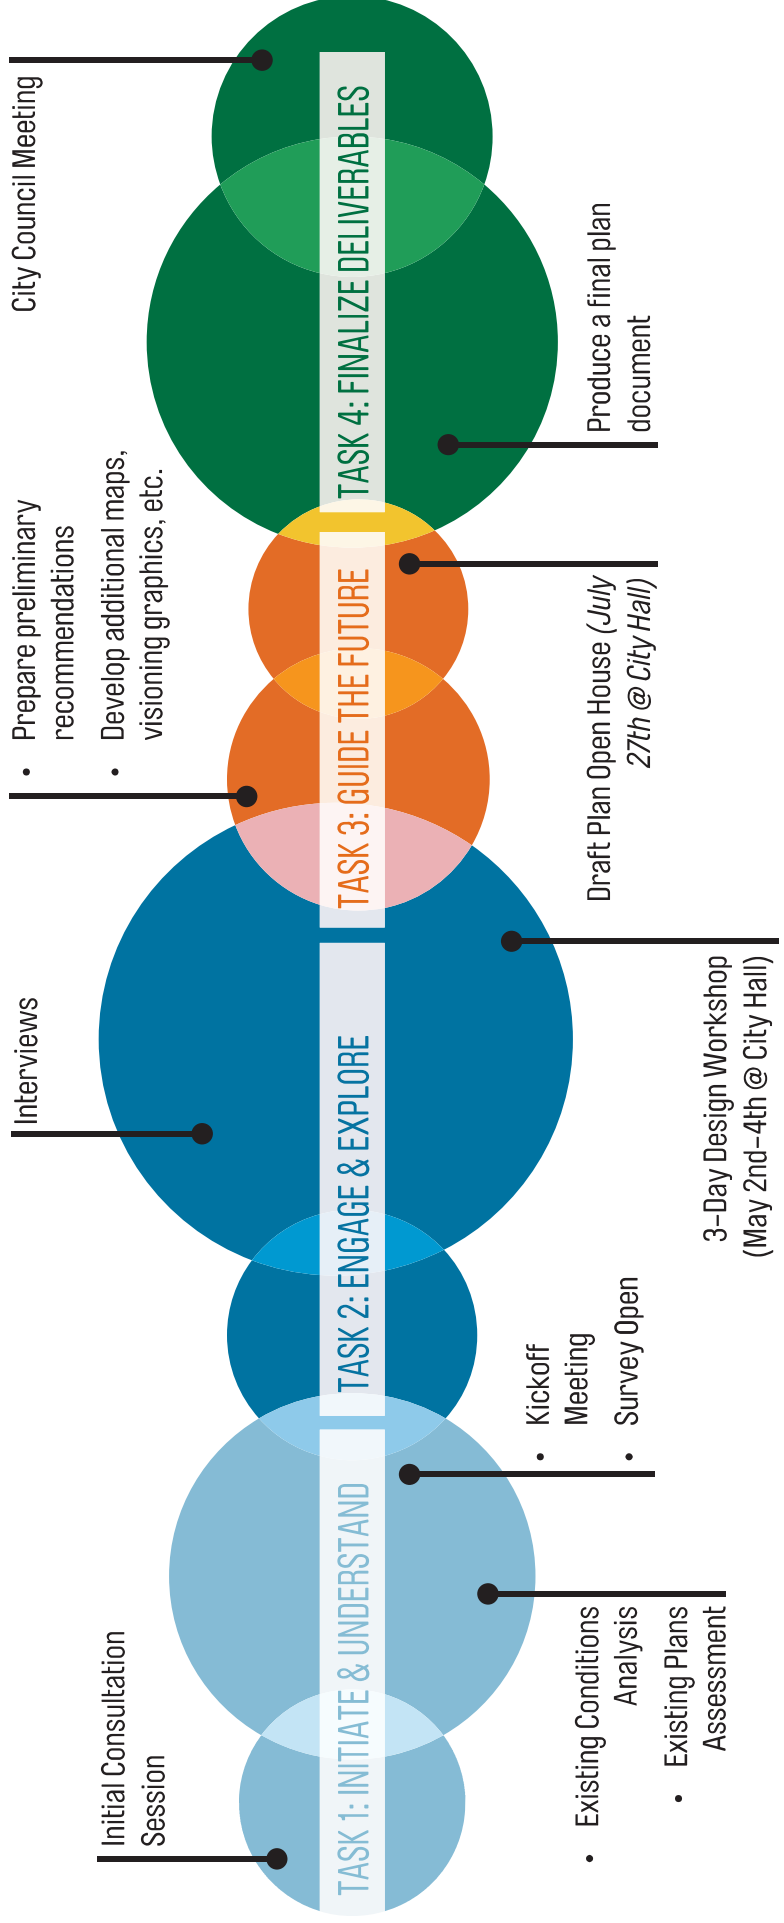 Initial Consultation
Session
TASK 1: INITIATE & UNDERSTAND
• Existing Conditions
Analysis
• Existing Plans
Assessment
• Kickoff
Meeting
• Survey Open
TASK 2: ENGAGE & EXPLORE
Interviews
3-Day Design Workshop
(May 2nd–4th @ City Hall)
TASK 3: GUIDE THE FUTURE
• Prepare preliminary
recommendations
• Develop additional maps,
visioning graphics, etc.
Draft Plan Open House (July
27th @ City Hall)
TASK 4: FINALIZE DELIVERABLES
Produce a final plan
document
City Council Meeting